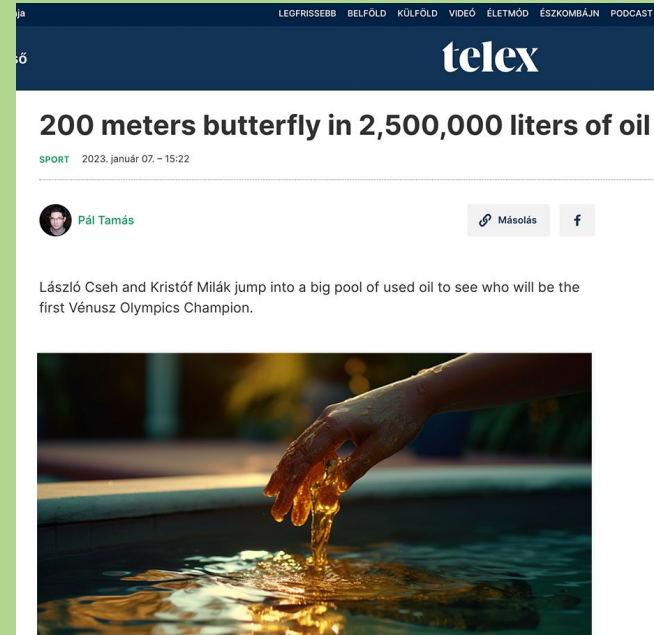 ja
LEGFRISSEBB BELFÖLD KÜLFÖLD VIDEÓ ÉLETMÓD ÉSZKOMBÁJN PODCAST
ső
telex
200 meters butterfly in 2,500,000 liters of oil
SPORT 2023. január 07. – 15:22
Pál Tamás
Másolás
f
László Cseh and Kristóf Milák jump into a big pool of used oil to see who will be the
first Vénusz Olympics Champion.